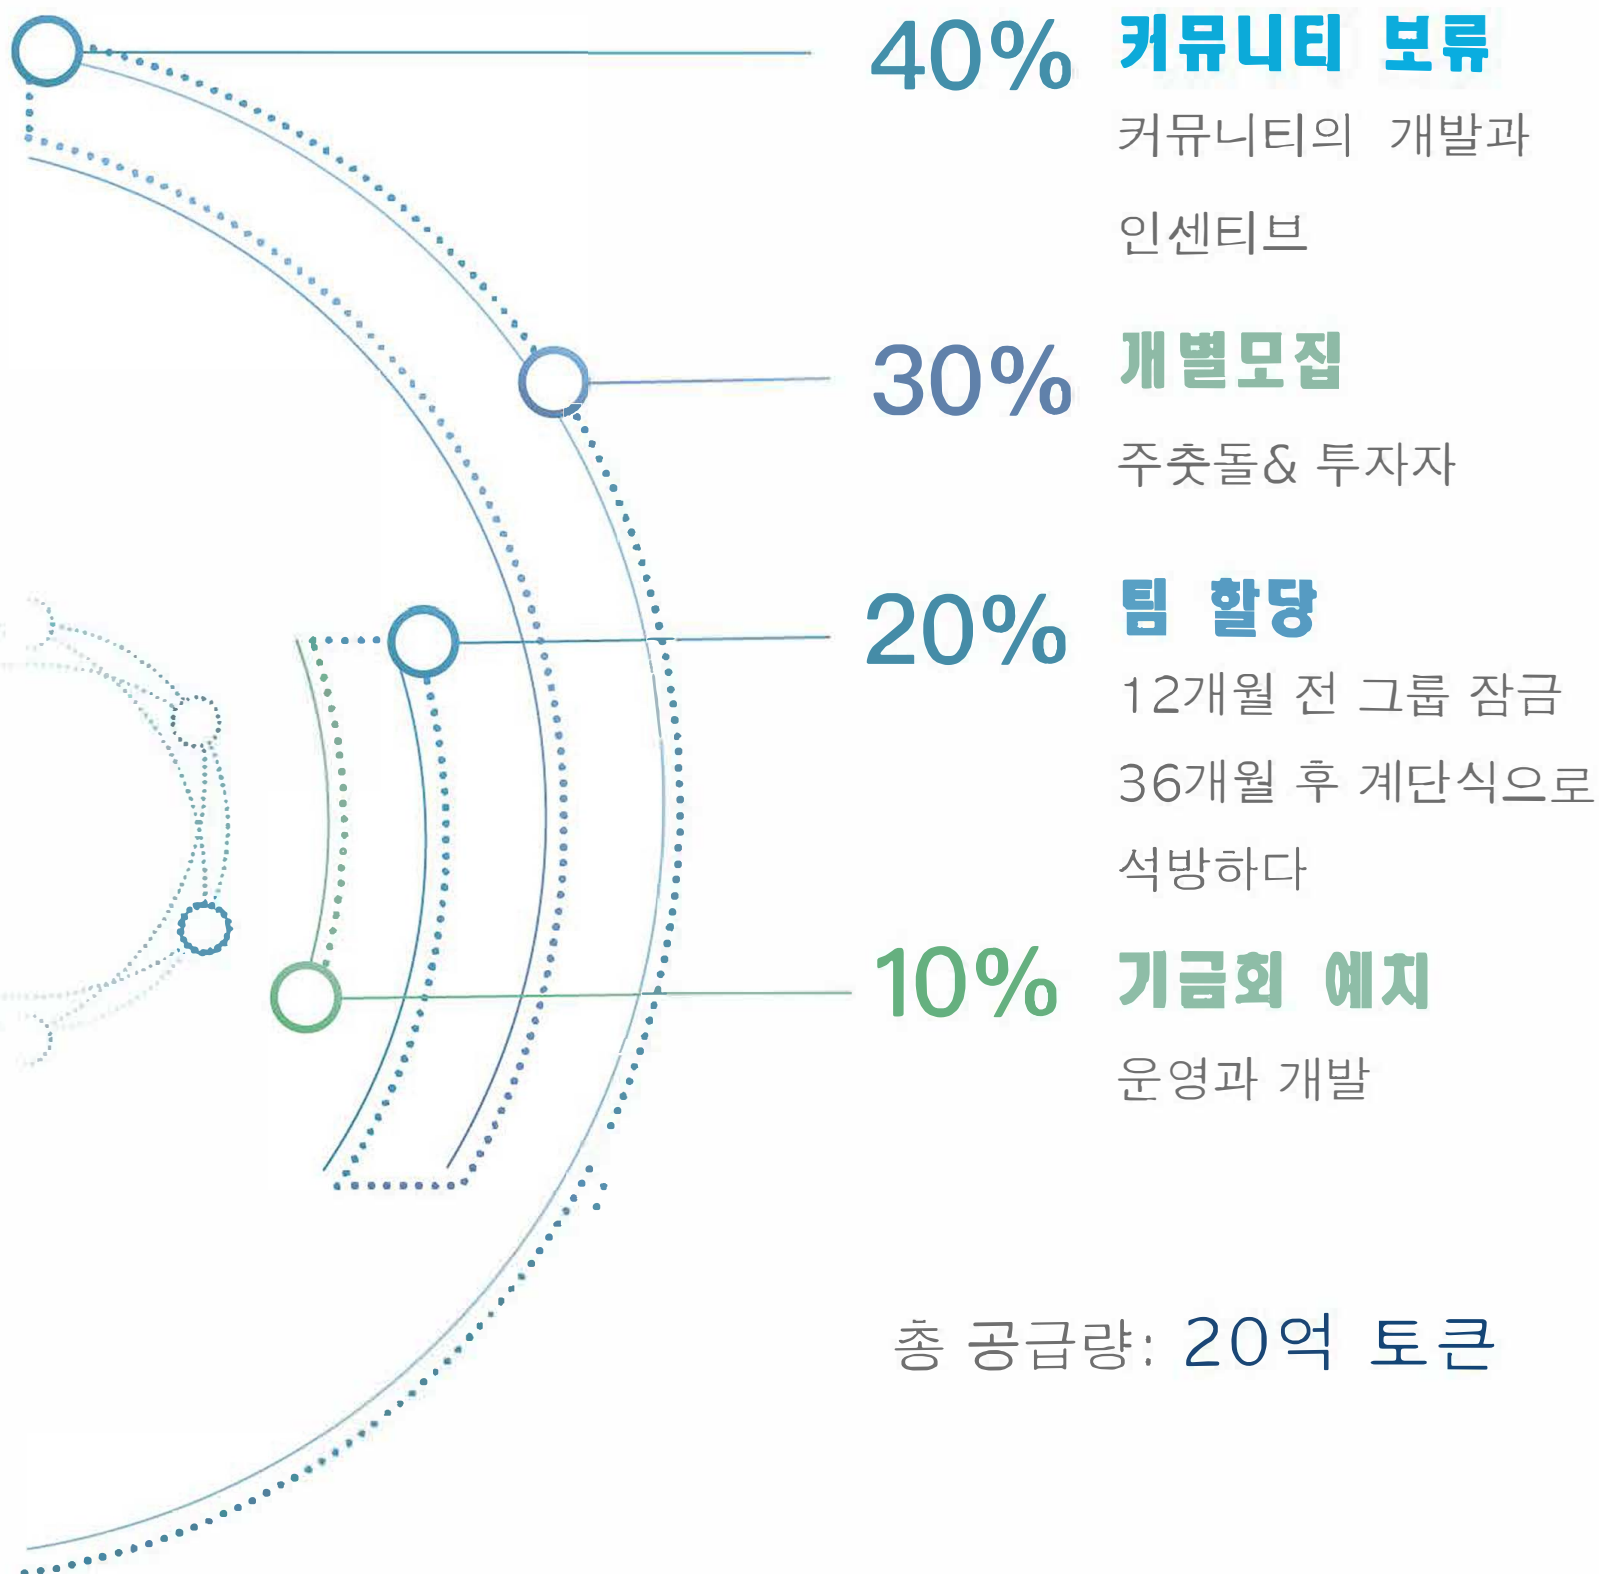 40% 커뮤니티 보류
커뮤니티의 개발과
인센티브
30% 개별모집
주춧돌& 투자자
20% 팀 할당
12개월 전 그룹 잠금
36개월 후 계단식으로
석방하다
10% 기금회 예치
운영과 개발
총 공급량: 20억 토큰